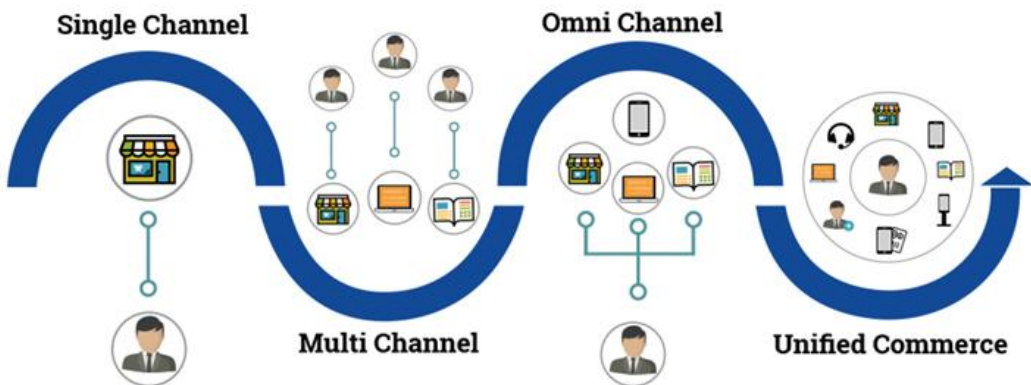 Single Channel
Omni Channel
Multi Channel
Unified Commerce